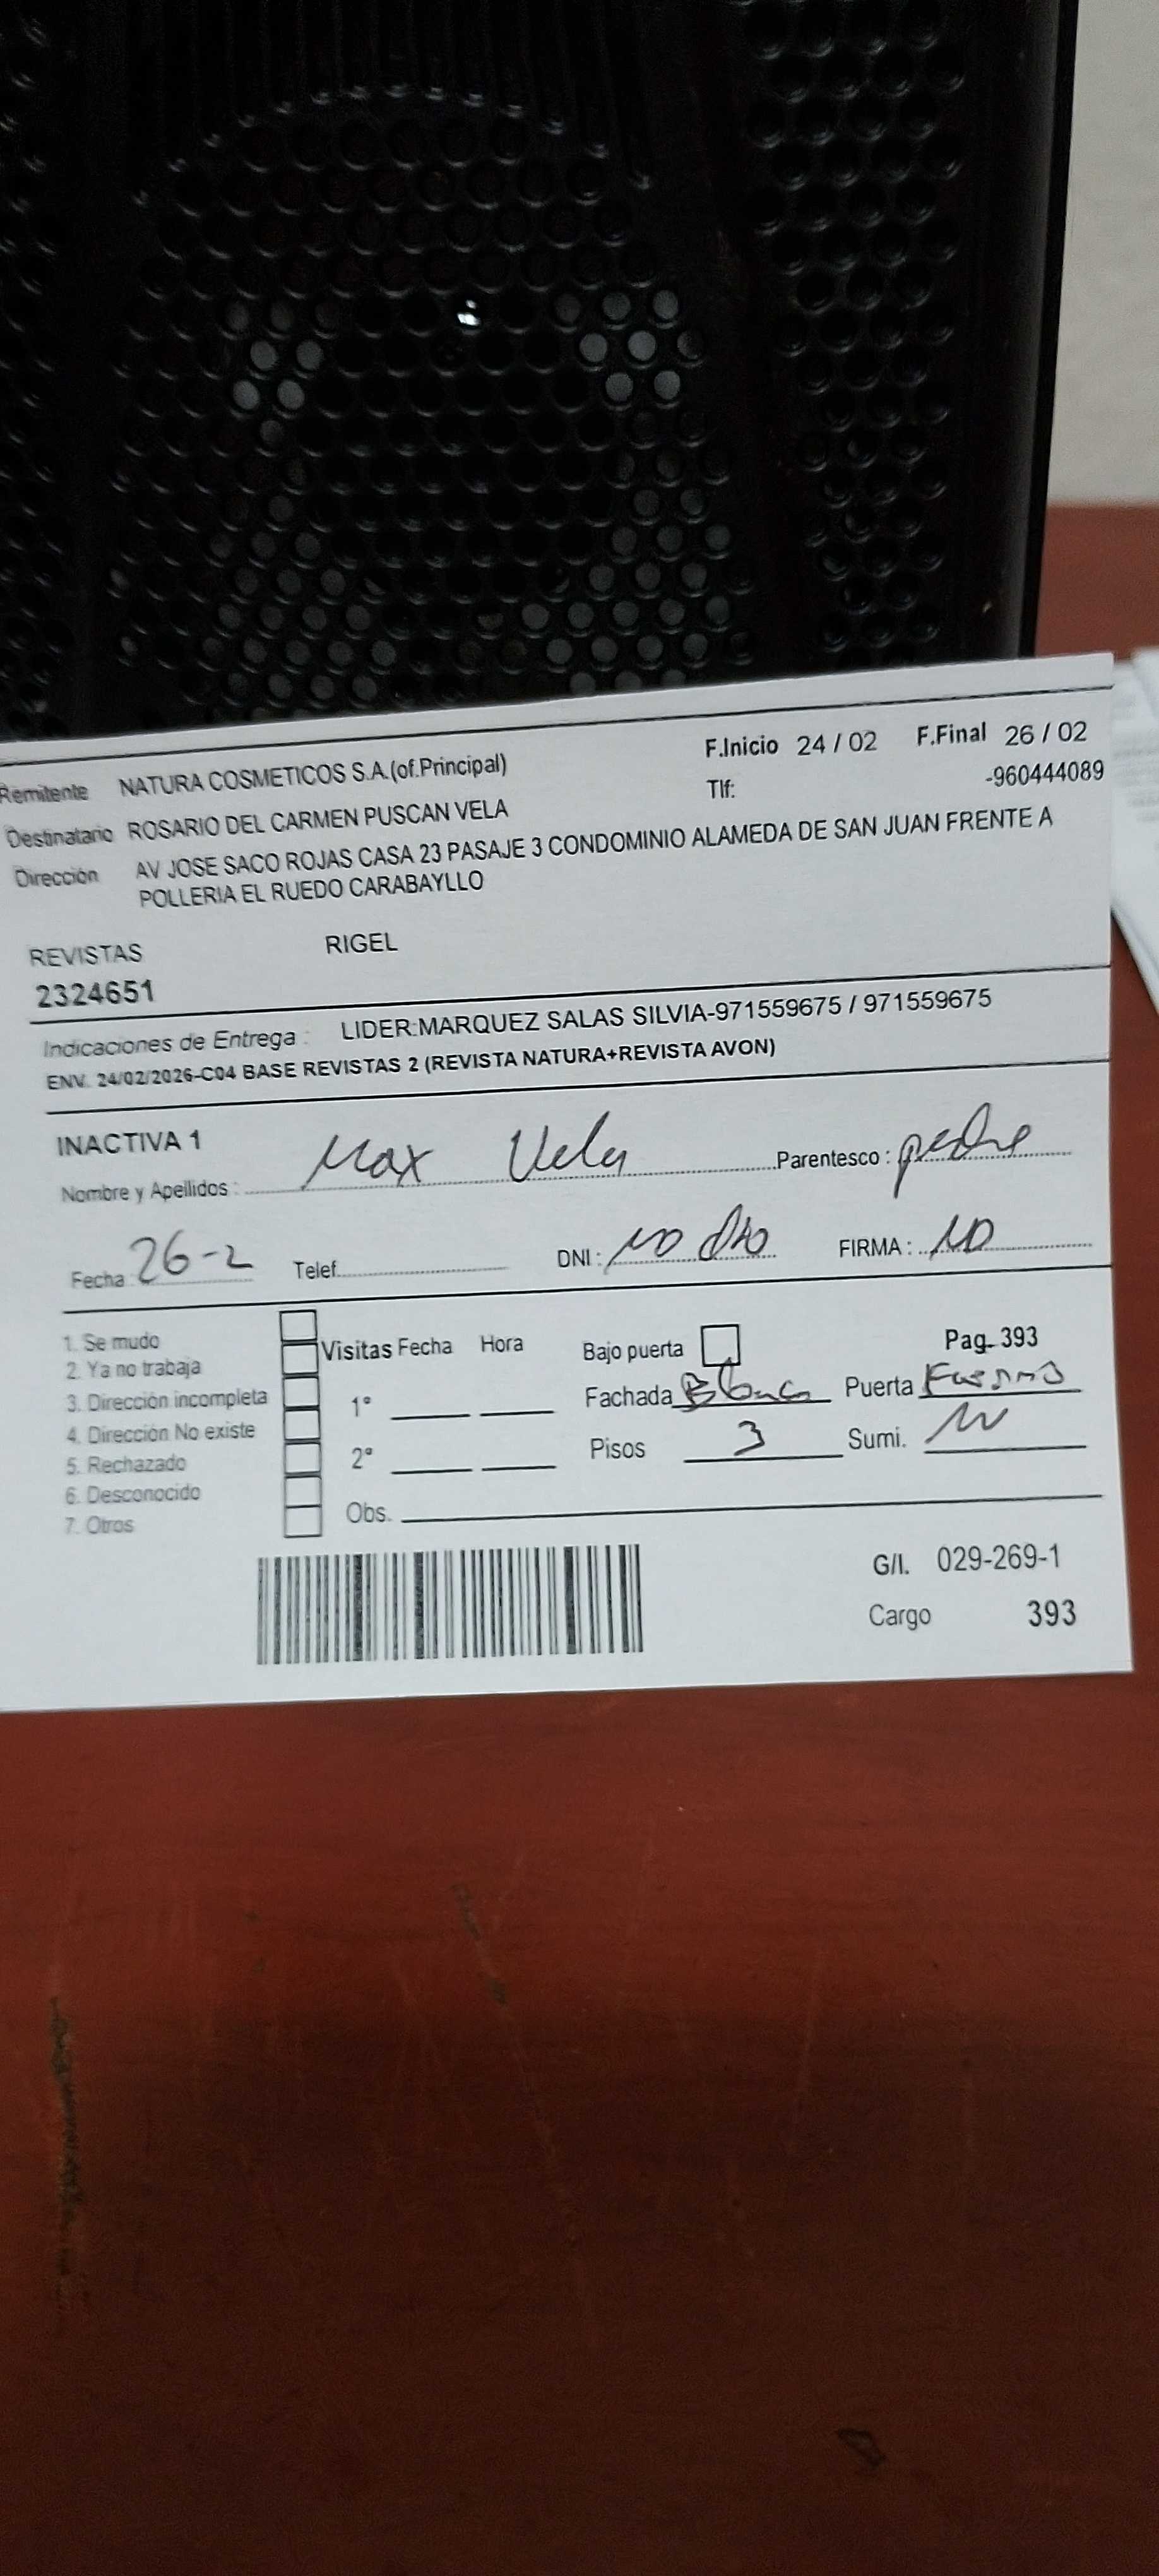 F.Inicio 24 / 02 F.Final 26 / 02
Remitente NATURA COSMETICOS S.A.(of.Principal)
Tlf: -960444089
Destinatario ROSARIO DEL CARMEN PUSCAN VELA
Dirección AV JOSE SACO ROJAS CASA 23 PASAJE 3 CONDOMINIO ALAMEDA DE SAN JUAN FRENTE A
POLLERIA EL RUEDO CARABAYLLO
REVISTAS RIGEL
2324651
Indicaciones de Entrega : LIDER:MARQUEZ SALAS SILVIA-971559675 / 971559675
ENV. 24/02/2026-C04 BASE REVISTAS 2 (REVISTA NATURA+REVISTA AVON)
INACTIVA 1
Nombre y Apellidos : Max Vela Parentesco : padre
Fecha 26-2 Telef. DNI : no dio FIRMA : NO
1. Se mudo
2. Ya no trabaja
3. Dirección incompleta
4. Dirección No existe
5. Rechazado
6. Desconocido
7. Otros
Visitas Fecha Hora Bajo puerta Pag. 393
1° Fachada Blanca Puerta
2° Pisos 3 Sumi.
Obs.
G/I. 029-269-1
Cargo 393